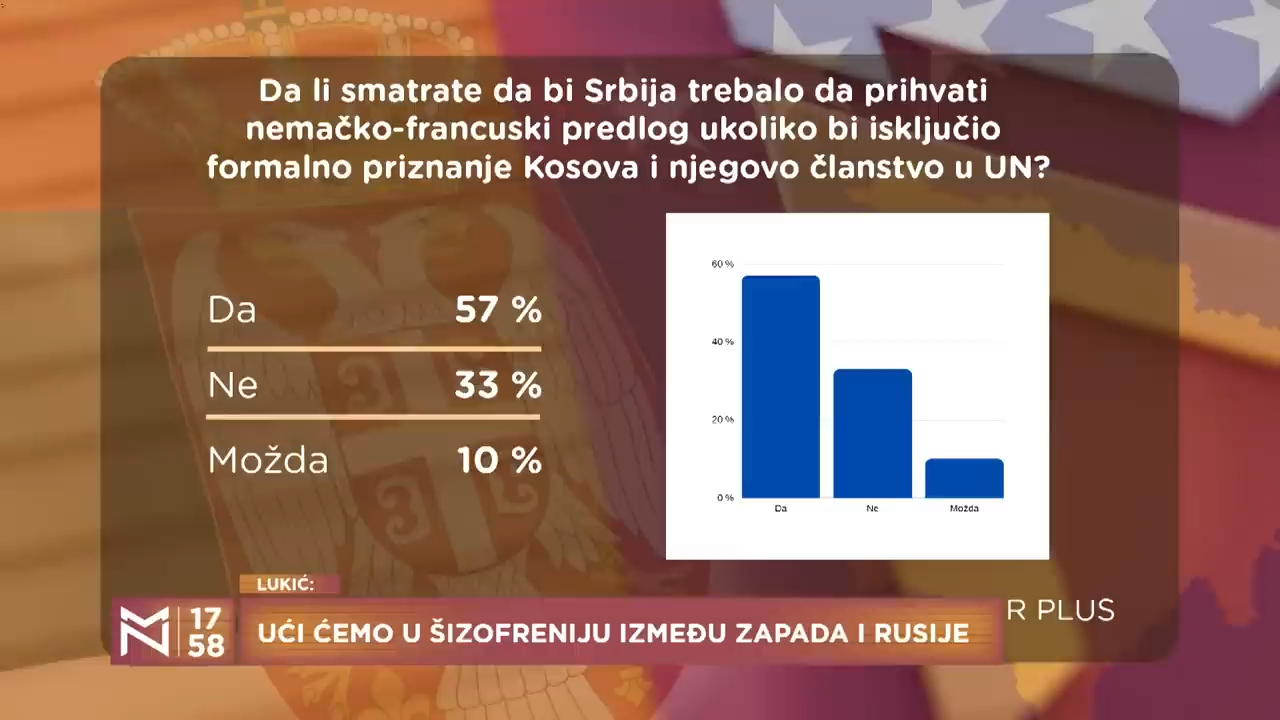 Da li smatrate da bi Srbija trebalo da prihvati
nemačko-francuski predlog ukoliko bi isključio
formalno priznanje Kosova i njegovo članstvo u UN?
Da 57 %
Ne 33 %
Možda 10 %
60 %
40 %
20 %
0 %
Da Ne Možda
R PLUS
LUKIĆ:
17
58
UĆI ĆEMO U ŠIZOFRENIJU IZMEĐU ZAPADA I RUSIJE